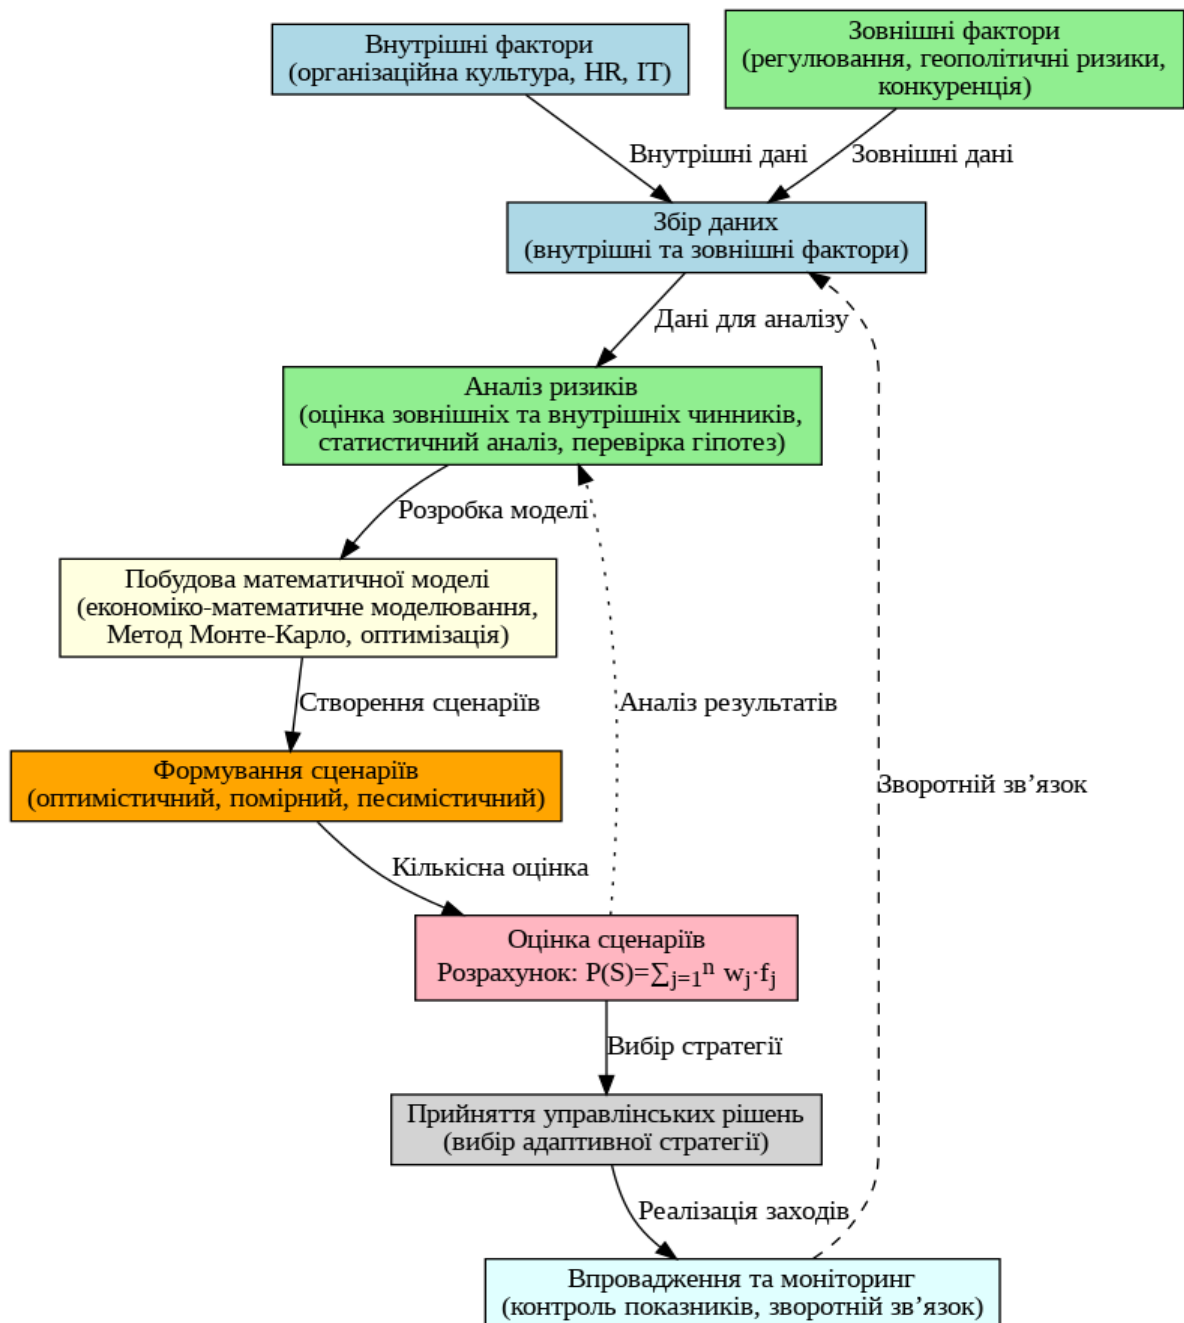 Внутрішні фактори
(організаційна культура, HR, IT)
Зовнішні фактори
(регулювання, геополітичні ризики,
конкуренція)
Внутрішні дані
Зовнішні дані
Збір даних
(внутрішні та зовнішні фактори)
Дані для аналізу
Аналіз ризиків
(оцінка зовнішніх та внутрішніх чинників,
статистичний аналіз, перевірка гіпотез)
Розробка моделі
Побудова математичної моделі
(економіко-математичне моделювання,
Метод Монте-Карло, оптимізація)
Створення сценаріїв
Аналіз результатів
Формування сценаріїв
(оптимістичний, помірний, песимістичний)
Зворотній зв’язок
Кількісна оцінка
Оцінка сценаріїв
Розрахунок: P(S)=∑j=1n wj·fj
Вибір стратегії
Прийняття управлінських рішень
(вибір адаптивної стратегії)
Реалізація заходів
Впровадження та моніторинг
(контроль показників, зворотній зв’язок)